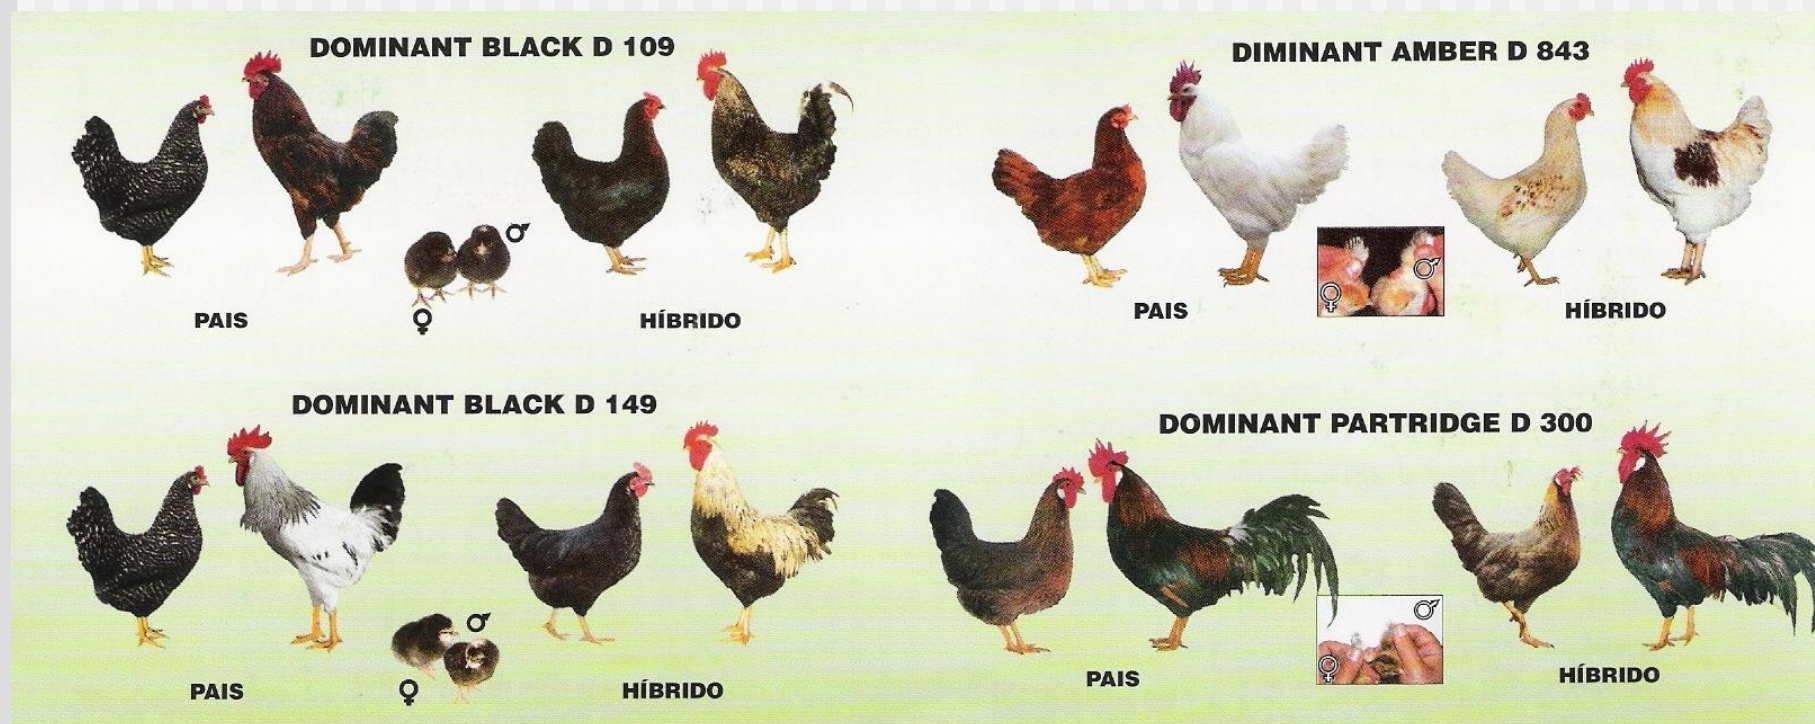 DOMINANT BLACK D 109
♂
PAIS
♀
HÍBRIDO
DIMINANT AMBER D 843
♂
♀
PAIS
HÍBRIDO
DOMINANT BLACK D 149
♂
PAIS
♀
HÍBRIDO
DOMINANT PARTRIDGE D 300
♂
♀
PAIS
HÍBRIDO